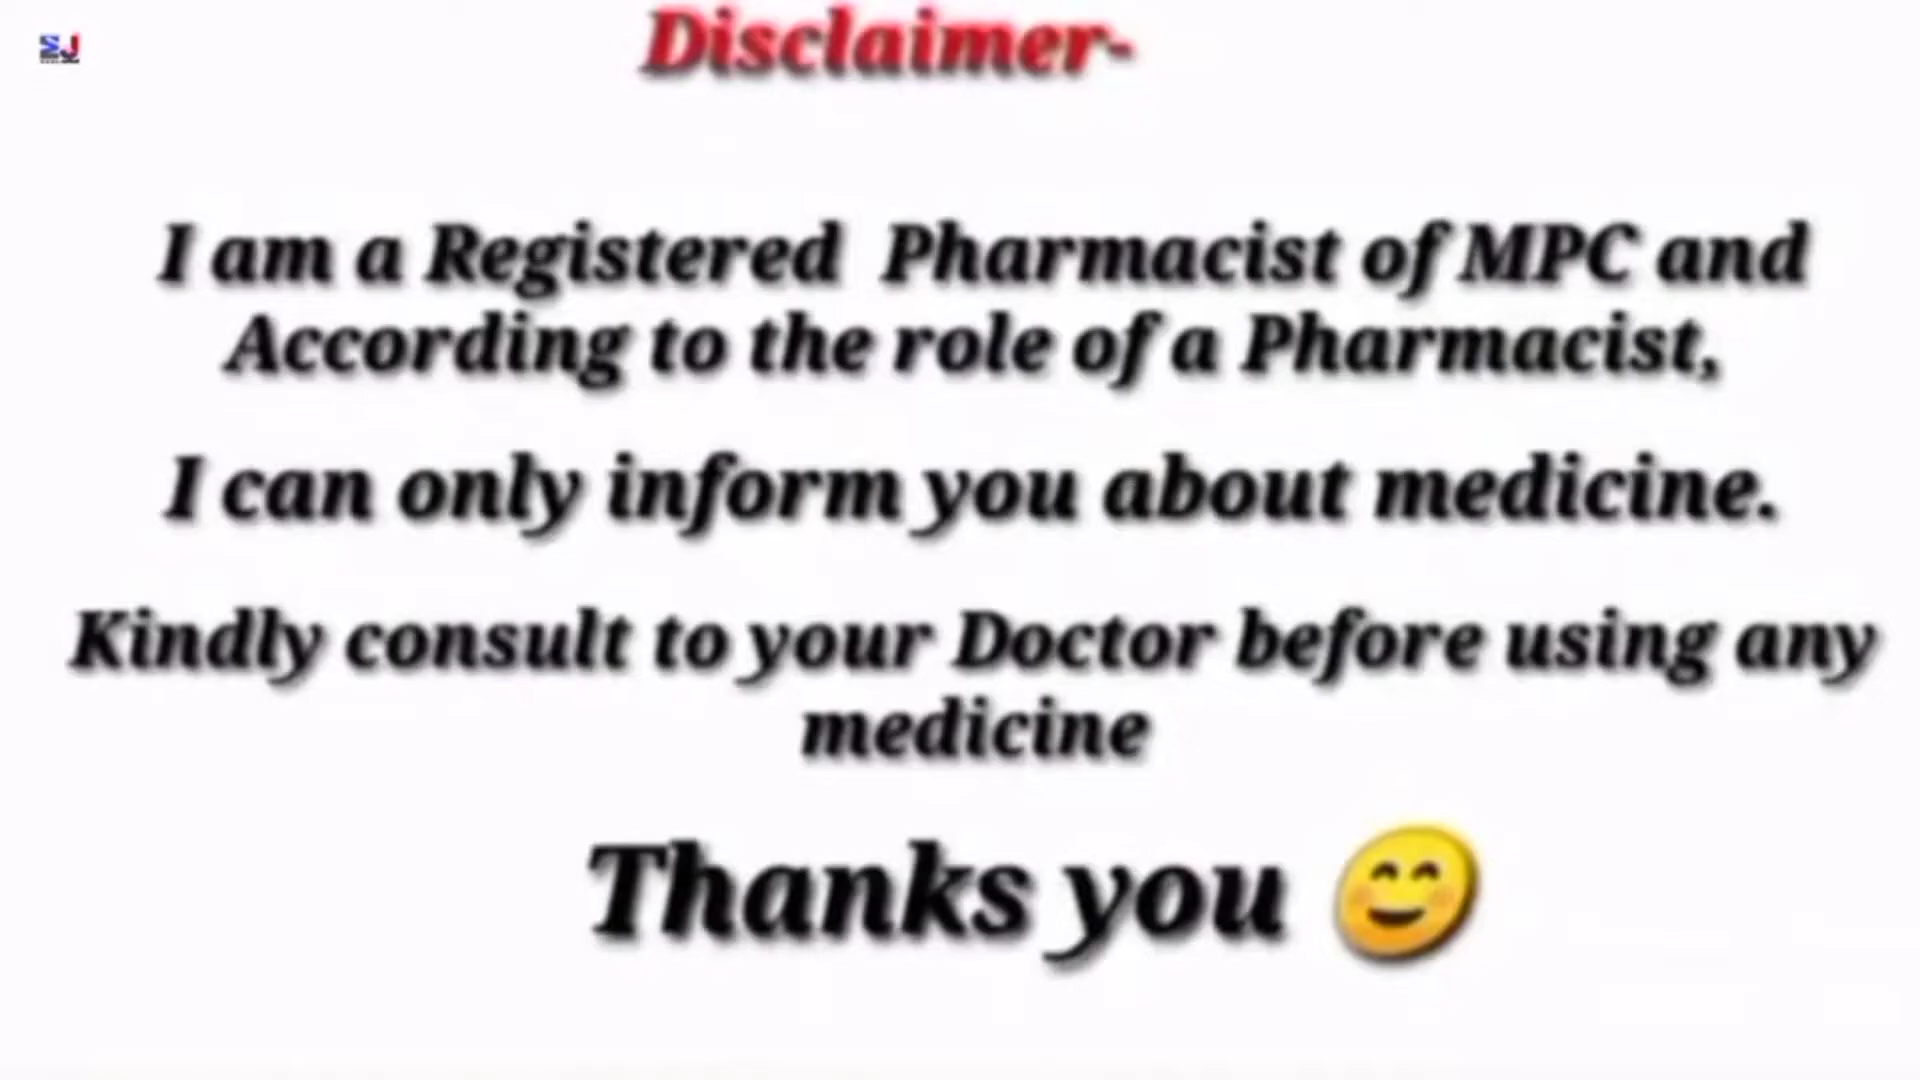 Disclaimer-
I am a Registered Pharmacist of MPC and
According to the role of a Pharmacist,
I can only inform you about medicine.
Kindly consult to your Doctor before using any
medicine
Thanks you 😊